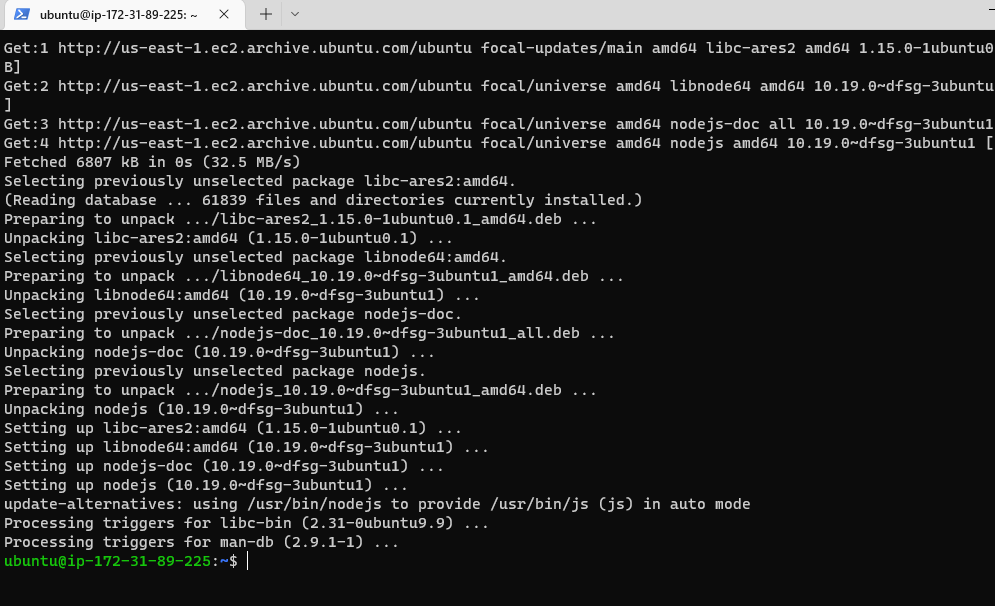 ubuntu@ip-172-31-89-225: ~
Get:1 http://us-east-1.ec2.archive.ubuntu.com/ubuntu focal-updates/main amd64 libc-ares2 amd64 1.15.0-1ubuntu0
B]
Get:2 http://us-east-1.ec2.archive.ubuntu.com/ubuntu focal/universe amd64 libnode64 amd64 10.19.0~dfsg-3ubuntu
]
Get:3 http://us-east-1.ec2.archive.ubuntu.com/ubuntu focal/universe amd64 nodejs-doc all 10.19.0~dfsg-3ubuntu1
Get:4 http://us-east-1.ec2.archive.ubuntu.com/ubuntu focal/universe amd64 nodejs amd64 10.19.0~dfsg-3ubuntu1 [
Fetched 6807 kB in 0s (32.5 MB/s)
Selecting previously unselected package libc-ares2:amd64.
(Reading database ... 61839 files and directories currently installed.)
Preparing to unpack .../libc-ares2_1.15.0-1ubuntu0.1_amd64.deb ...
Unpacking libc-ares2:amd64 (1.15.0-1ubuntu0.1) ...
Selecting previously unselected package libnode64:amd64.
Preparing to unpack .../libnode64_10.19.0~dfsg-3ubuntu1_amd64.deb ...
Unpacking libnode64:amd64 (10.19.0~dfsg-3ubuntu1) ...
Selecting previously unselected package nodejs-doc.
Preparing to unpack .../nodejs-doc_10.19.0~dfsg-3ubuntu1_all.deb ...
Unpacking nodejs-doc (10.19.0~dfsg-3ubuntu1) ...
Selecting previously unselected package nodejs.
Preparing to unpack .../nodejs_10.19.0~dfsg-3ubuntu1_amd64.deb ...
Unpacking nodejs (10.19.0~dfsg-3ubuntu1) ...
Setting up libc-ares2:amd64 (1.15.0-1ubuntu0.1) ...
Setting up libnode64:amd64 (10.19.0~dfsg-3ubuntu1) ...
Setting up nodejs-doc (10.19.0~dfsg-3ubuntu1) ...
Setting up nodejs (10.19.0~dfsg-3ubuntu1) ...
update-alternatives: using /usr/bin/nodejs to provide /usr/bin/js (js) in auto mode
Processing triggers for libc-bin (2.31-0ubuntu9.9) ...
Processing triggers for man-db (2.9.1-1) ...
ubuntu@ip-172-31-89-225:~$